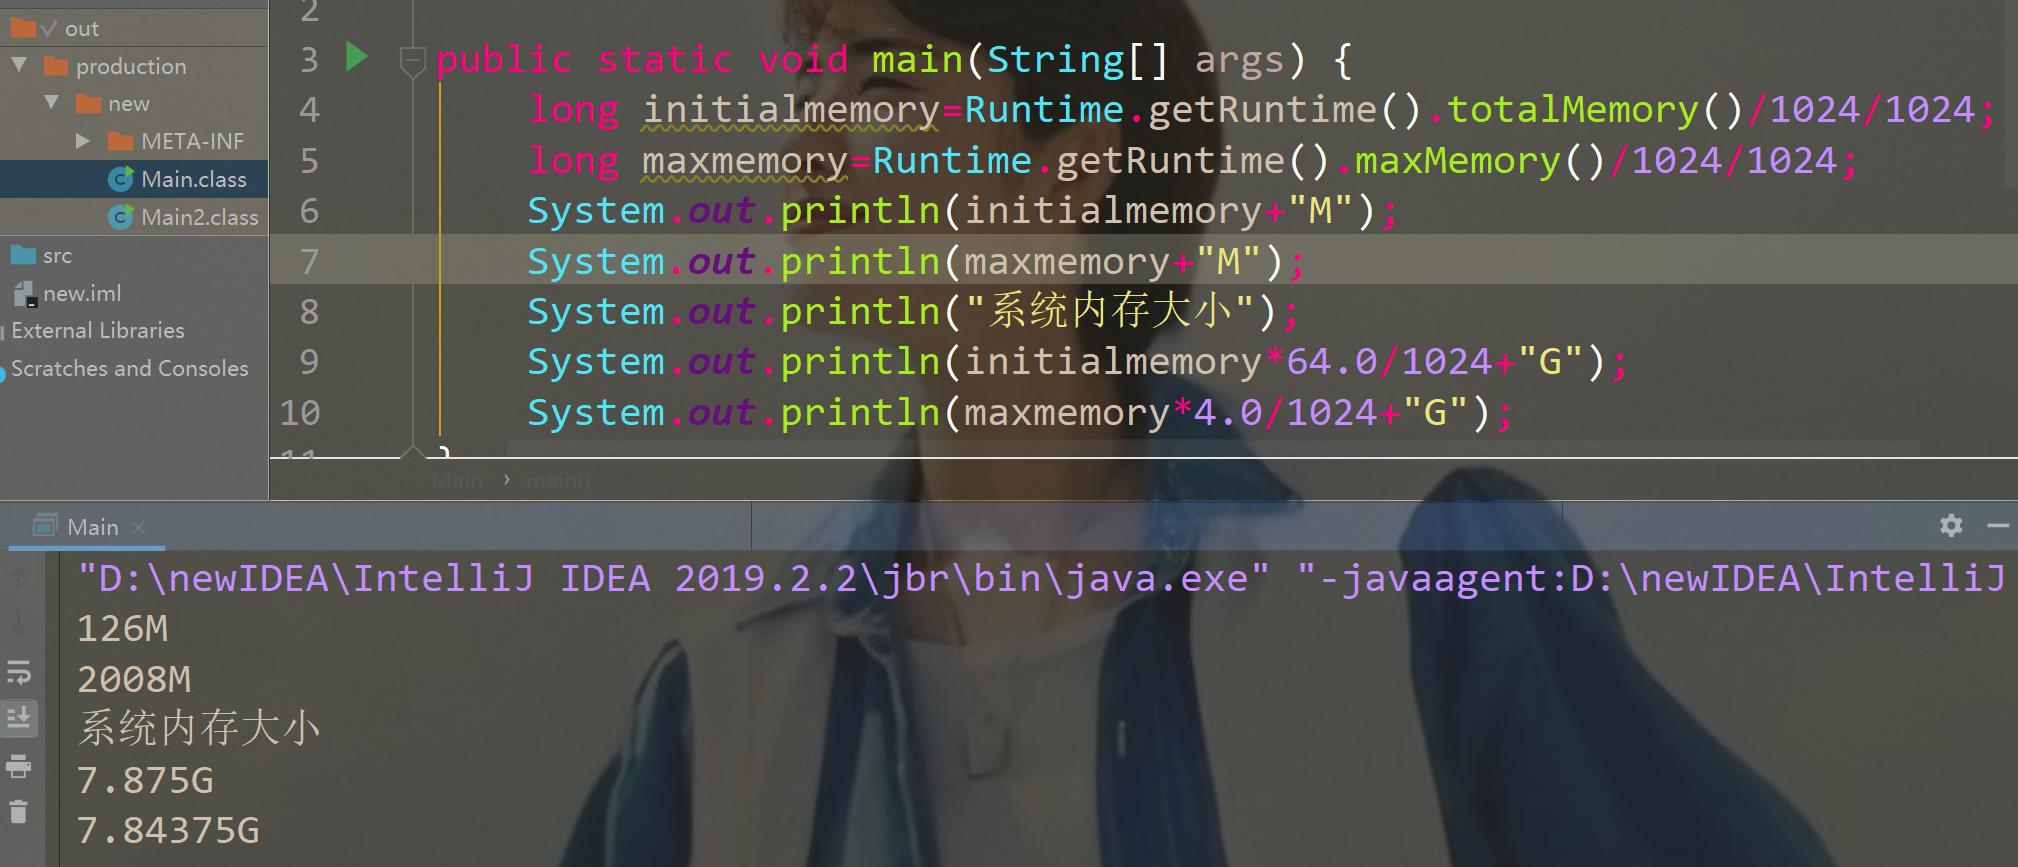 out
production
new
META-INF
Main.class
Main2.class
src
new.iml
External Libraries
Scratches and Consoles
2
3 public static void main(String[] args) {
4 long initialmemory=Runtime.getRuntime().totalMemory()/1024/1024;
5 long maxmemory=Runtime.getRuntime().maxMemory()/1024/1024;
6 System.out.println(initialmemory+"M");
7 System.out.println(maxmemory+"M");
8 System.out.println("系统内存大小");
9 System.out.println(initialmemory*64.0/1024+"G");
10 System.out.println(maxmemory*4.0/1024+"G");
11 }
Main › main()
Main
"D:\newIDEA\IntelliJ IDEA 2019.2.2\jbr\bin\java.exe" "-javaagent:D:\newIDEA\IntelliJ
126M
2008M
系统内存大小
7.875G
7.84375G